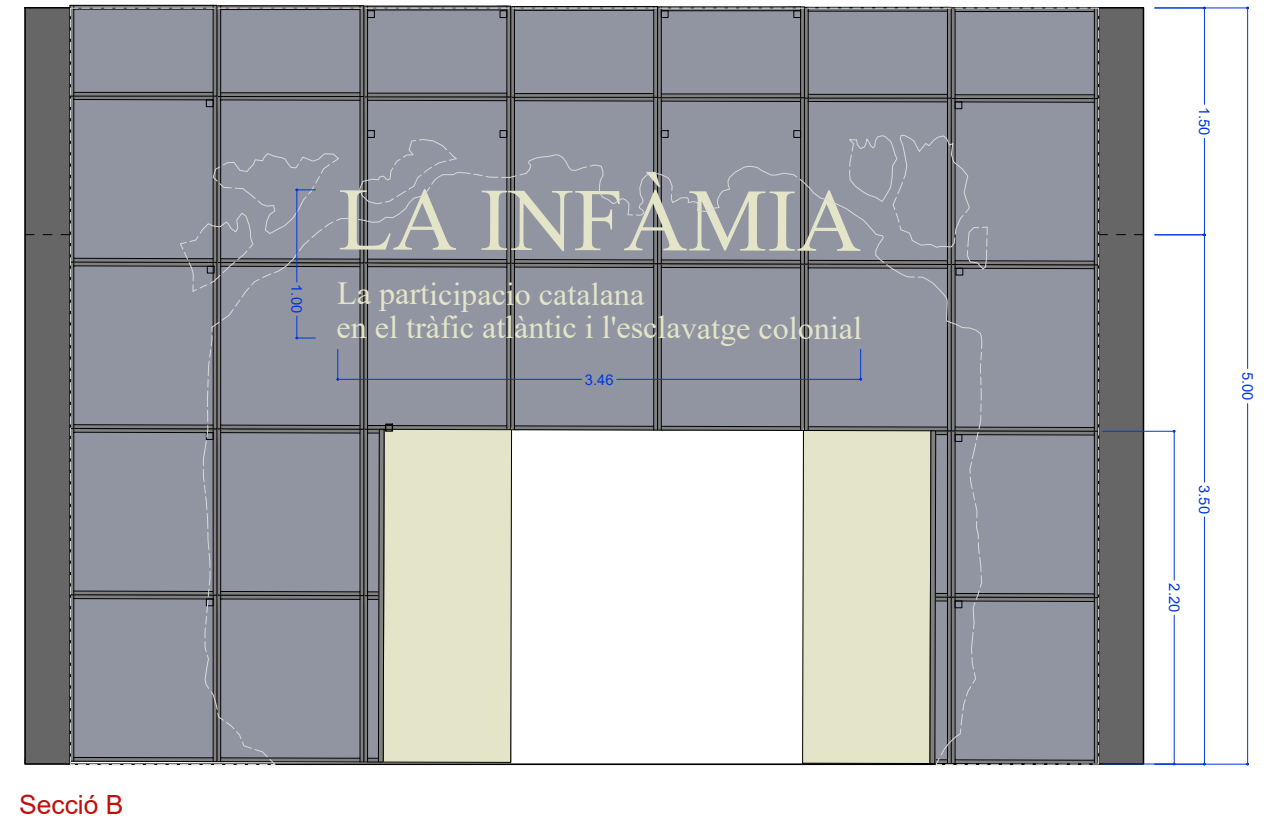 LA INFÀMIA
La participacio catalana
en el tràfic atlàntic i l'esclavatge colonial
1.00
3.46
1.50
5.00
3.50
2.20
Secció B